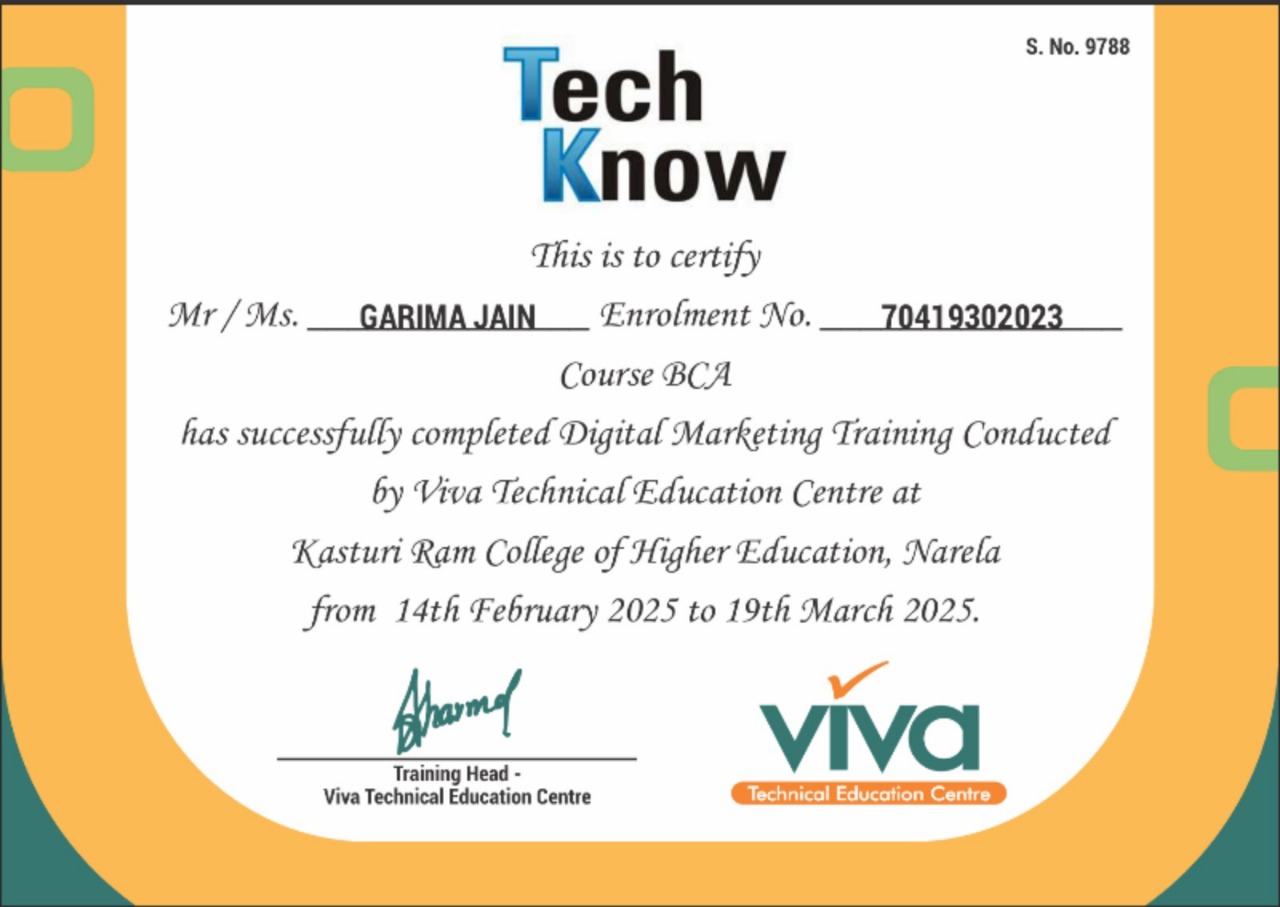 S. No. 9788
Tech
Know
This is to certify
Mr / Ms. GARIMA JAIN Enrolment No. 70419302023
Course BCA
has successfully completed Digital Marketing Training Conducted
by Viva Technical Education Centre at
Kasturi Ram College of Higher Education, Narela
from 14th February 2025 to 19th March 2025.
Sharma
Training Head -
Viva Technical Education Centre
viva
Technical Education Centre